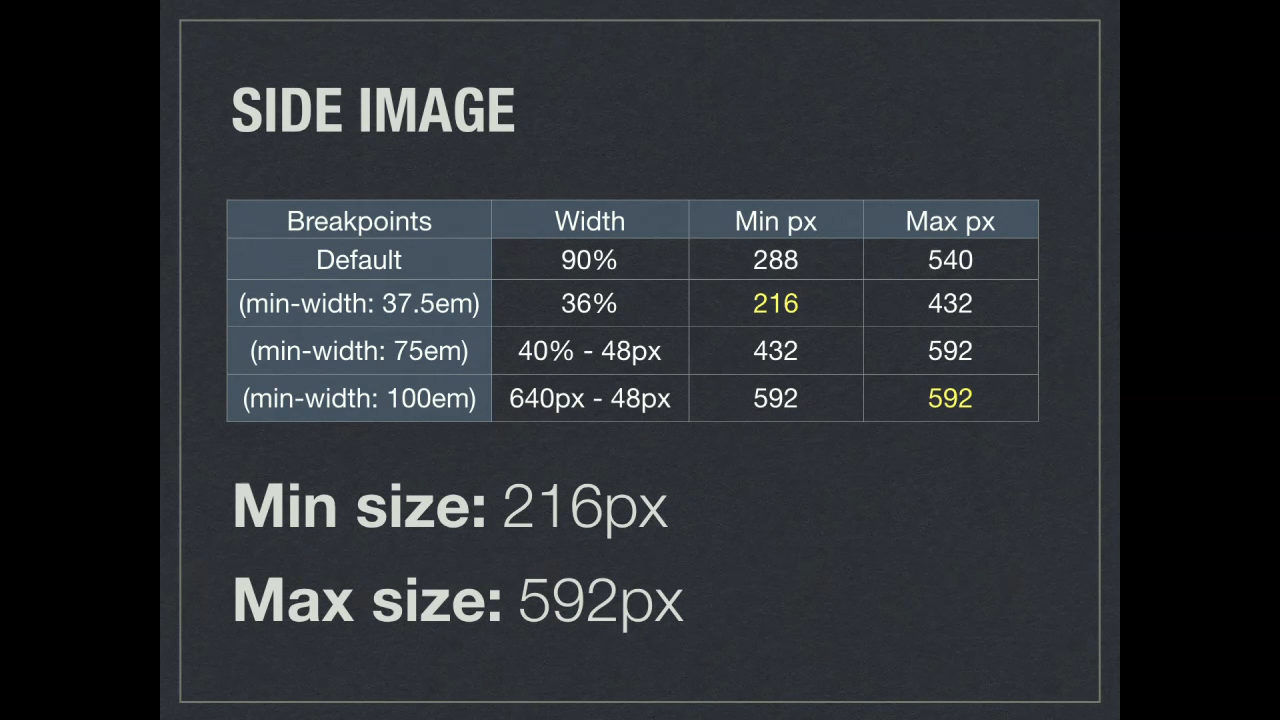 SIDE IMAGE
Breakpoints Width Min px Max px
Default 90% 288 540
(min-width: 37.5em) 36% 216 432
(min-width: 75em) 40% - 48px 432 592
(min-width: 100em) 640px - 48px 592 592
Min size: 216px
Max size: 592px